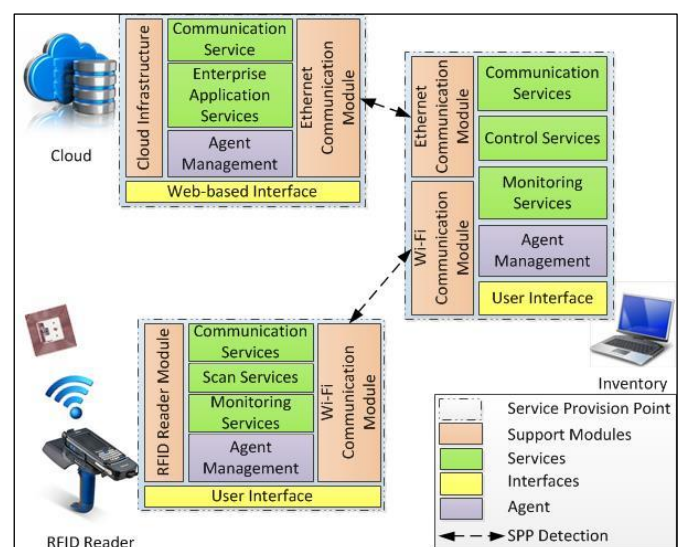 Cloud
Cloud Infrastructure
Communication
Service
Enterprise
Application
Services
Agent
Management
Ethernet
Communication
Module
Web-based Interface
Ethernet
Communication
Module
Wi-Fi
Communication
Module
Communication
Services
Control Services
Monitoring
Services
Agent
Management
User Interface
Inventory
RFID Reader Module
Communication
Services
Scan Services
Monitoring
Services
Agent
Management
Wi-Fi
Communication
Module
User Interface
RFID Reader
Service Provision Point
Support Modules
Services
Interfaces
Agent
SPP Detection